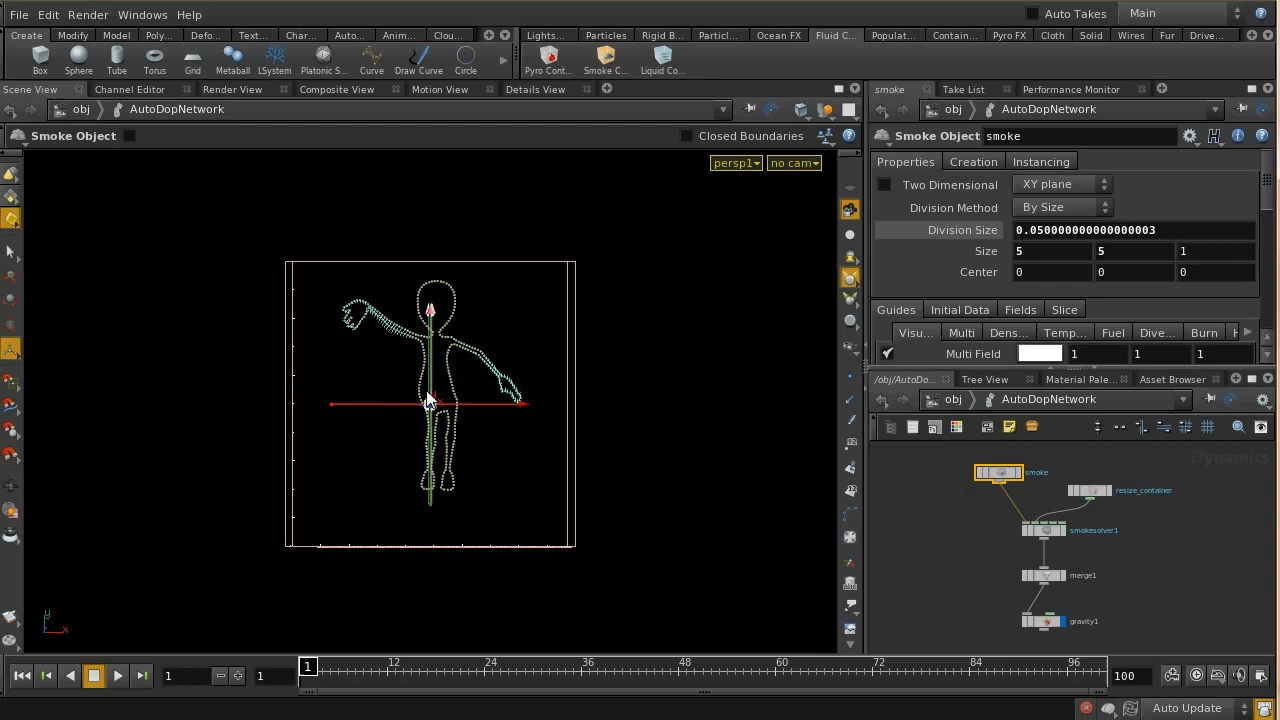 File Edit Render Windows Help
Auto Takes Main
Create Modify Model Poly... Defo... Text... Char... Auto... Anim... Clou...
Lights... Particles Rigid B... Particl... Ocean FX Fluid C... Populat... Contain... Pyro FX Cloth Solid Wires Fur Drive...
Box Sphere Tube Torus Grid Metaball LSystem Platonic S... Curve Draw Curve Circle
Pyro Cont... Smoke C... Liquid Co...
Scene View Channel Editor Render View Composite View Motion View Details View
smoke Take List Performance Monitor
obj AutoDopNetwork
obj AutoDopNetwork
Smoke Object Closed Boundaries
Smoke Object smoke
persp1 no cam
Properties Creation Instancing
Two Dimensional XY plane
Division Method By Size
Division Size 0.050000000000000003
Size 5 5 1
Center 0 0 0
Guides Initial Data Fields Slice
Visu... Multi Dens... Temp... Fuel Dive... Burn
Multi Field 1 1 1
/obj/AutoDo... Tree View Material Pale... Asset Browser
obj AutoDopNetwork
Dynamics
smoke
resize_container
smokesolver1
merge1
gravity1
y
x
1 1 1 12 24 36 48 60 72 84 96 100
Auto Update